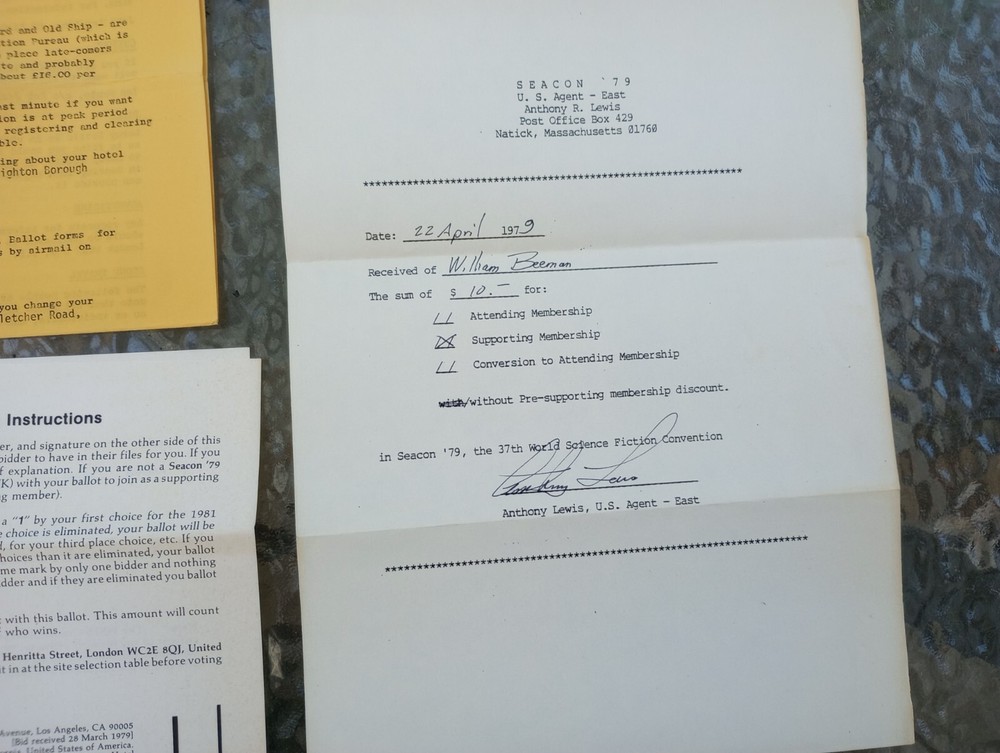 rd and Old Ship - are
tion Bureau (which is
place late-comers
te and probably
bout £16.00 per
ast minute if you want
ion is at peak period
registering and clearing
ble.
ing about your hotel
ighton Borough
Ballot forms for
s by airmail on
you change your
letcher Road,
Instructions
er, and signature on the other side of this
bidder to have in their files for you. If you
f explanation. If you are not a Seacon '79
K) with your ballot to join as a supporting
g member).
a "1" by your first choice for the 1981
e choice is eliminated, your ballot will be
d, for your third place choice, etc. If you
hoices than it are eliminated, your ballot
me mark by only one bidder and nothing
dder and if they are eliminated you ballot
with this ballot. This amount will count
who wins.
Henritta Street, London WC2E 8QJ, United
it in at the site selection table before voting
Avenue, Los Angeles, CA 90005
[Bid received 28 March 1979]
United States of America.
SEACON '79
U. S. Agent - East
Anthony R. Lewis
Post Office Box 429
Natick, Massachusetts 01760
Date: 22 April 1979
Received of William Beeman
The sum of $ 10.- for:
Attending Membership
Supporting Membership
Conversion to Attending Membership
with/without Pre-supporting membership discount.
in Seacon '79, the 37th World Science Fiction Convention
Anthony Lewis, U.S. Agent - East